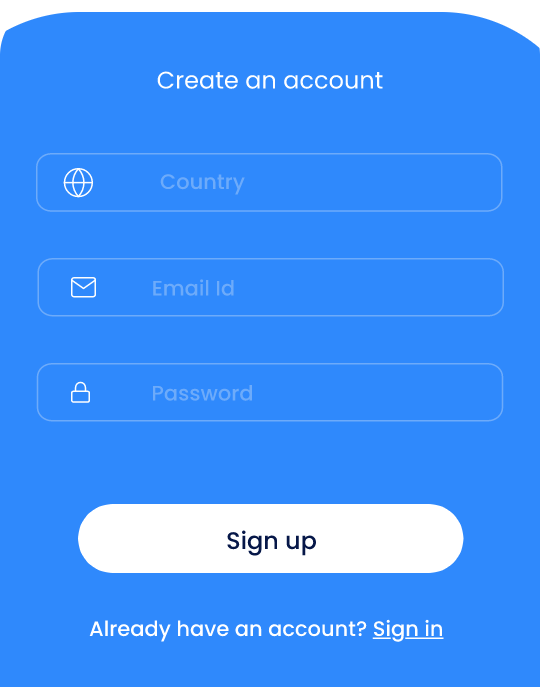 Create an account
Country
Email Id
Password
Sign up
Already have an account? Sign in